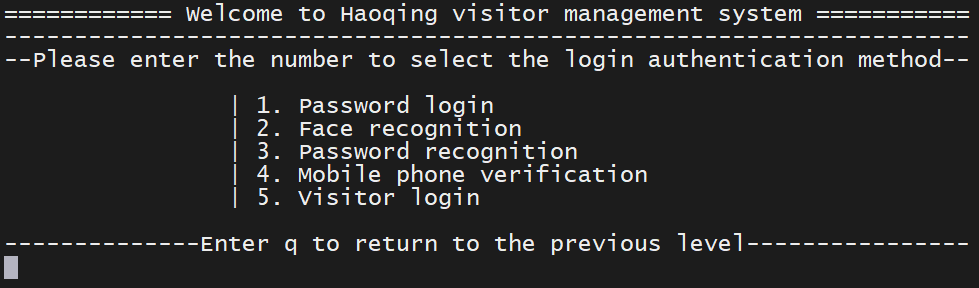 ============ Welcome to Haoqing visitor management system ===========
---------------------------------------------------------------------
--Please enter the number to select the login authentication method--
| 1. Password login
| 2. Face recognition
| 3. Password recognition
| 4. Mobile phone verification
| 5. Visitor login
--------------Enter q to return to the previous level----------------